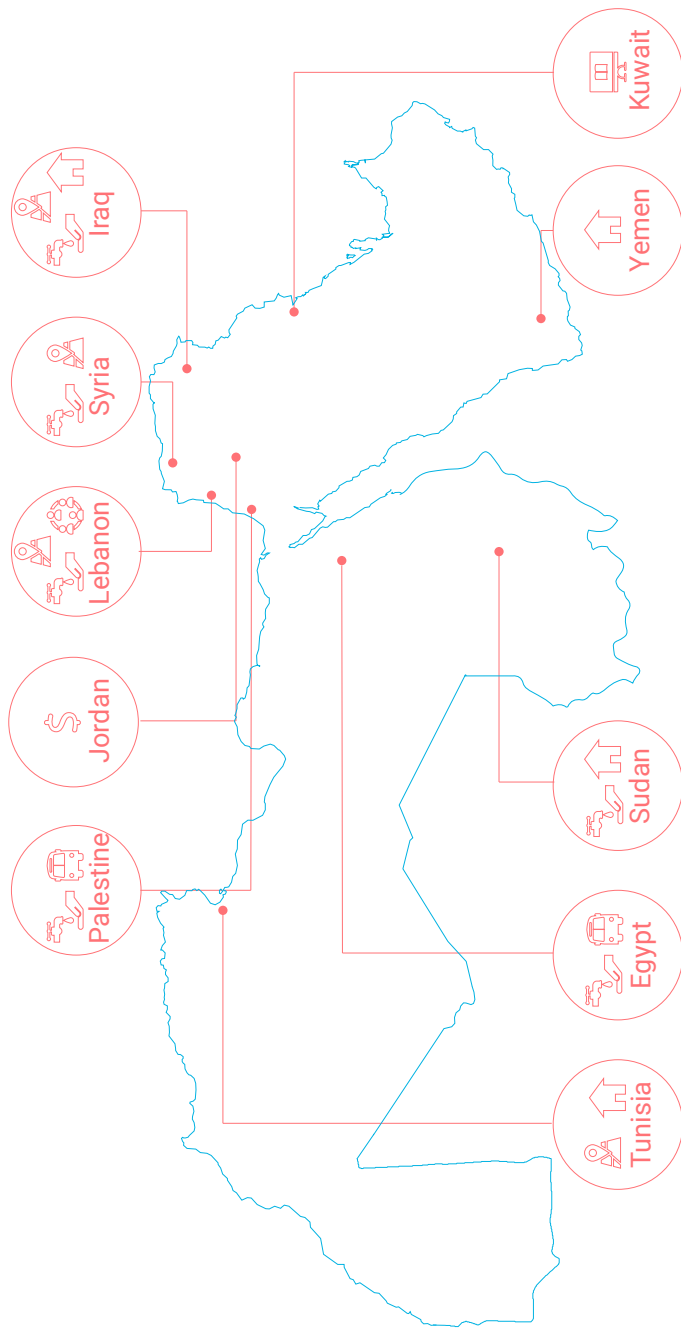 Palestine
Jordan
Lebanon
Syria
Iraq
Tunisia
Egypt
Sudan
Yemen
Kuwait